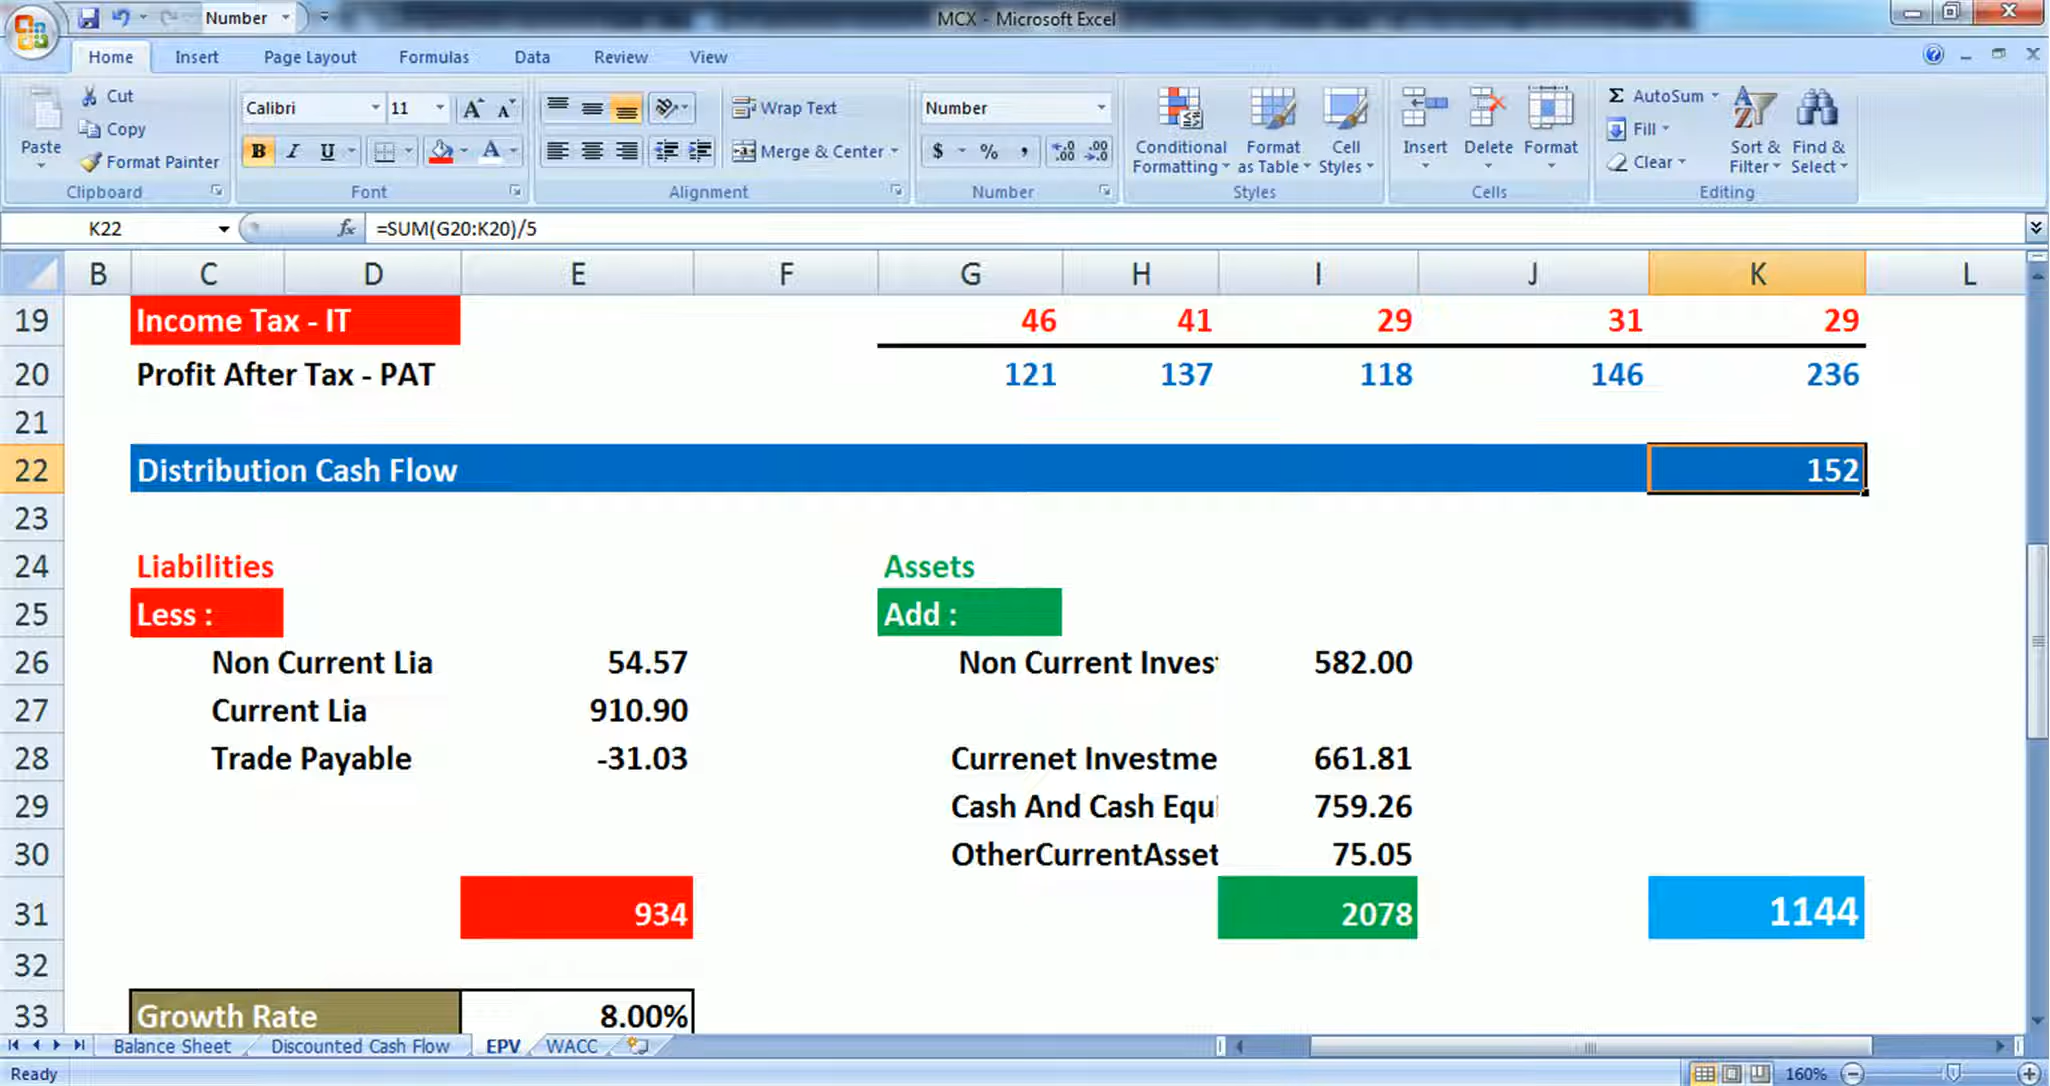 Number
MCX - Microsoft Excel
Home Insert Page Layout Formulas Data Review View
Paste
Cut
Copy
Format Painter
Clipboard
Calibri 11
B I U
Font
Wrap Text
Merge & Center
Alignment
Number
$ % ,
Number
Conditional Formatting
Format as Table
Cell Styles
Styles
Insert Delete Format
Cells
Σ AutoSum
Fill
Clear
Sort & Filter
Find & Select
Editing
K22 fx =SUM(G20:K20)/5
B C D E F G H I J K L
19 Income Tax - IT 46 41 29 31 29
20 Profit After Tax - PAT 121 137 118 146 236
21
22 Distribution Cash Flow 152
23
24 Liabilities Assets
25 Less : Add :
26 Non Current Lia 54.57 Non Current Inves 582.00
27 Current Lia 910.90
28 Trade Payable -31.03 Currenet Investme 661.81
29 Cash And Cash Equ 759.26
30 OtherCurrentAsset 75.05
31 934 2078 1144
32
33 Growth Rate 8.00%
Balance Sheet Discounted Cash Flow EPV WACC
Ready 160%